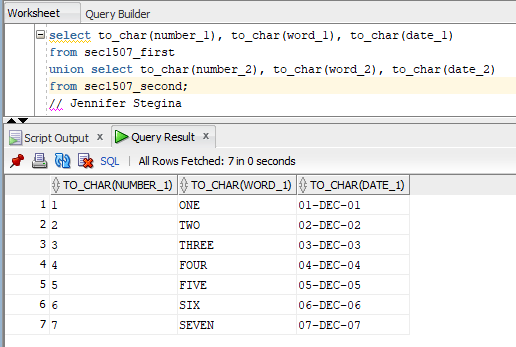 Worksheet Query Builder
select to_char(number_1), to_char(word_1), to_char(date_1)
from sec1507_first
union select to_char(number_2), to_char(word_2), to_char(date_2)
from sec1507_second;
// Jennifer Stegina
Script Output x Query Result x
SQL | All Rows Fetched: 7 in 0 seconds
TO_CHAR(NUMBER_1) TO_CHAR(WORD_1) TO_CHAR(DATE_1)
1 1 ONE 01-DEC-01
2 2 TWO 02-DEC-02
3 3 THREE 03-DEC-03
4 4 FOUR 04-DEC-04
5 5 FIVE 05-DEC-05
6 6 SIX 06-DEC-06
7 7 SEVEN 07-DEC-07